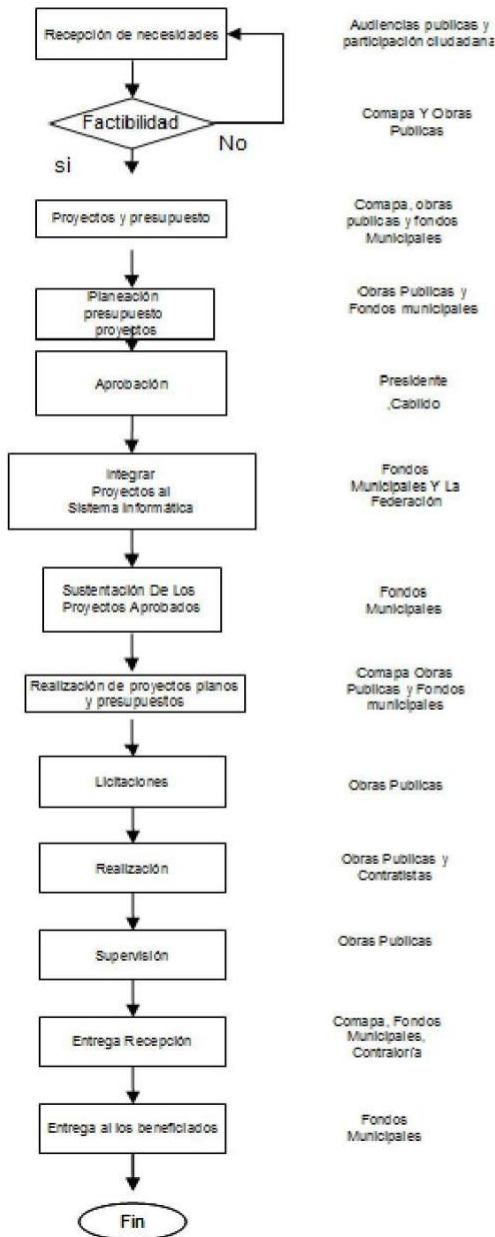 Recepción de necesidades
Audiencias publicas y
participación ciudadana
Factibilidad
No
si
Comapa Y Obras
Publicas
Proyectos y presupuesto
Comapa, obras
publicas y fondos
Municipales
Planeación
presupuesto
proyectos
Obras Publicas y
Fondos municipales
Aprobación
Presidente
,Cabildo
Integrar
Proyectos al
Sistema Informática
Fondos
Municipales Y La
Federación
Sustentación De Los
Proyectos Aprobados
Fondos
Municipales
Realización de proyectos planos
y presupuestos
Comapa Obras
Publicas y Fondos
municipales
Licitaciones
Obras Publicas
Realización
Obras Publicas y
Contratistas
Supervisión
Obras Publicas
Entrega Recepción
Comapa, Fondos
Municipales,
Contraloría
Entrega al los beneficiados
Fondos
Municipales
Fin